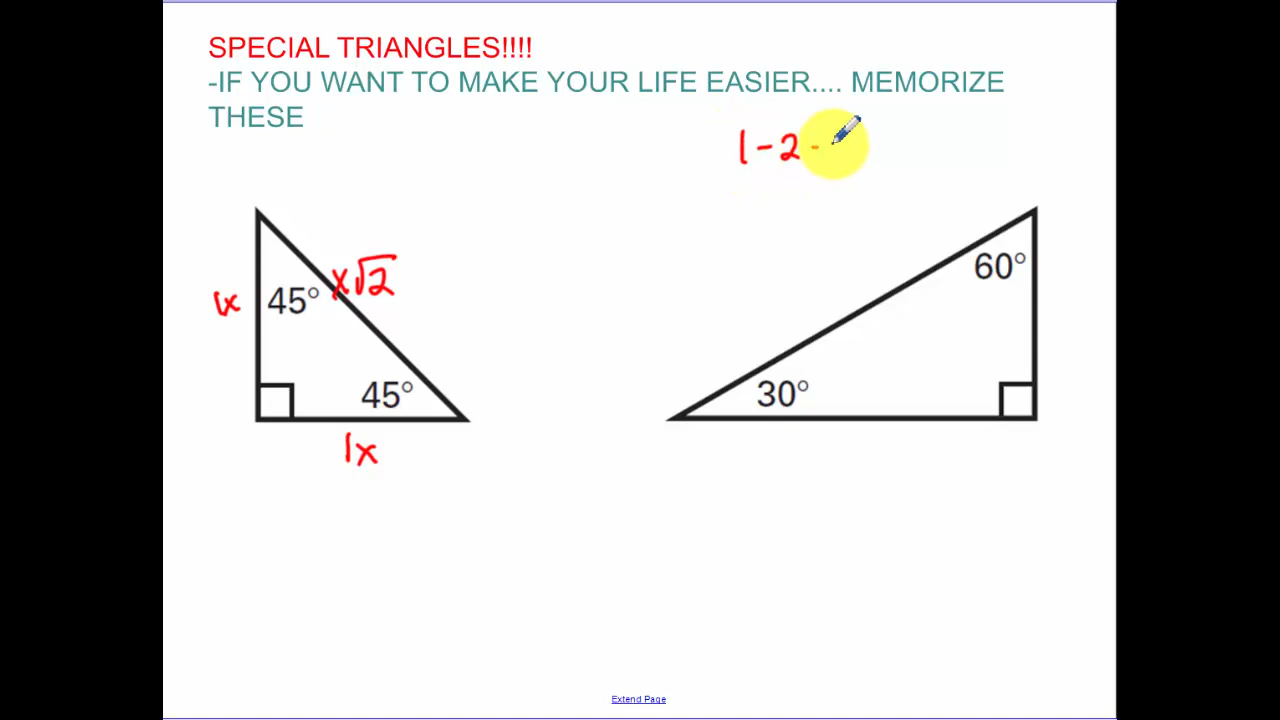 SPECIAL TRIANGLES!!!!
-IF YOU WANT TO MAKE YOUR LIFE EASIER.... MEMORIZE
THESE
1-2-
x√2
1x
45°
45°
1x
60°
30°
Extend Page